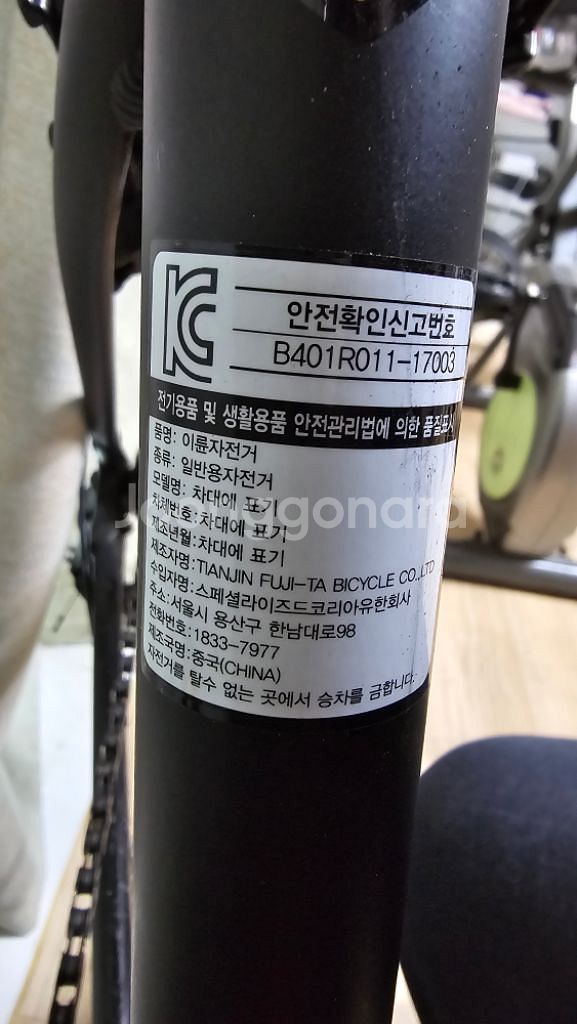 KC
안전확인신고번호
B401R011-17003
전기용품 및 생활용품 안전관리법에 의한 품질표시
품명: 이륜자전거
종류: 일반용자전거
모델명: 차대에 표기
차체번호: 차대에 표기
제조년월: 차대에 표기
제조자명: TIANJIN FUJI-TA BICYCLE CO.,LTD
수입자명: 스페셜라이즈드코리아유한회사
주소: 서울시 용산구 한남대로98
전화번호: 1833-7977
제조국명: 중국(CHINA)
자전거를 탈수 없는 곳에서 승차를 금합니다.
Joonggonara